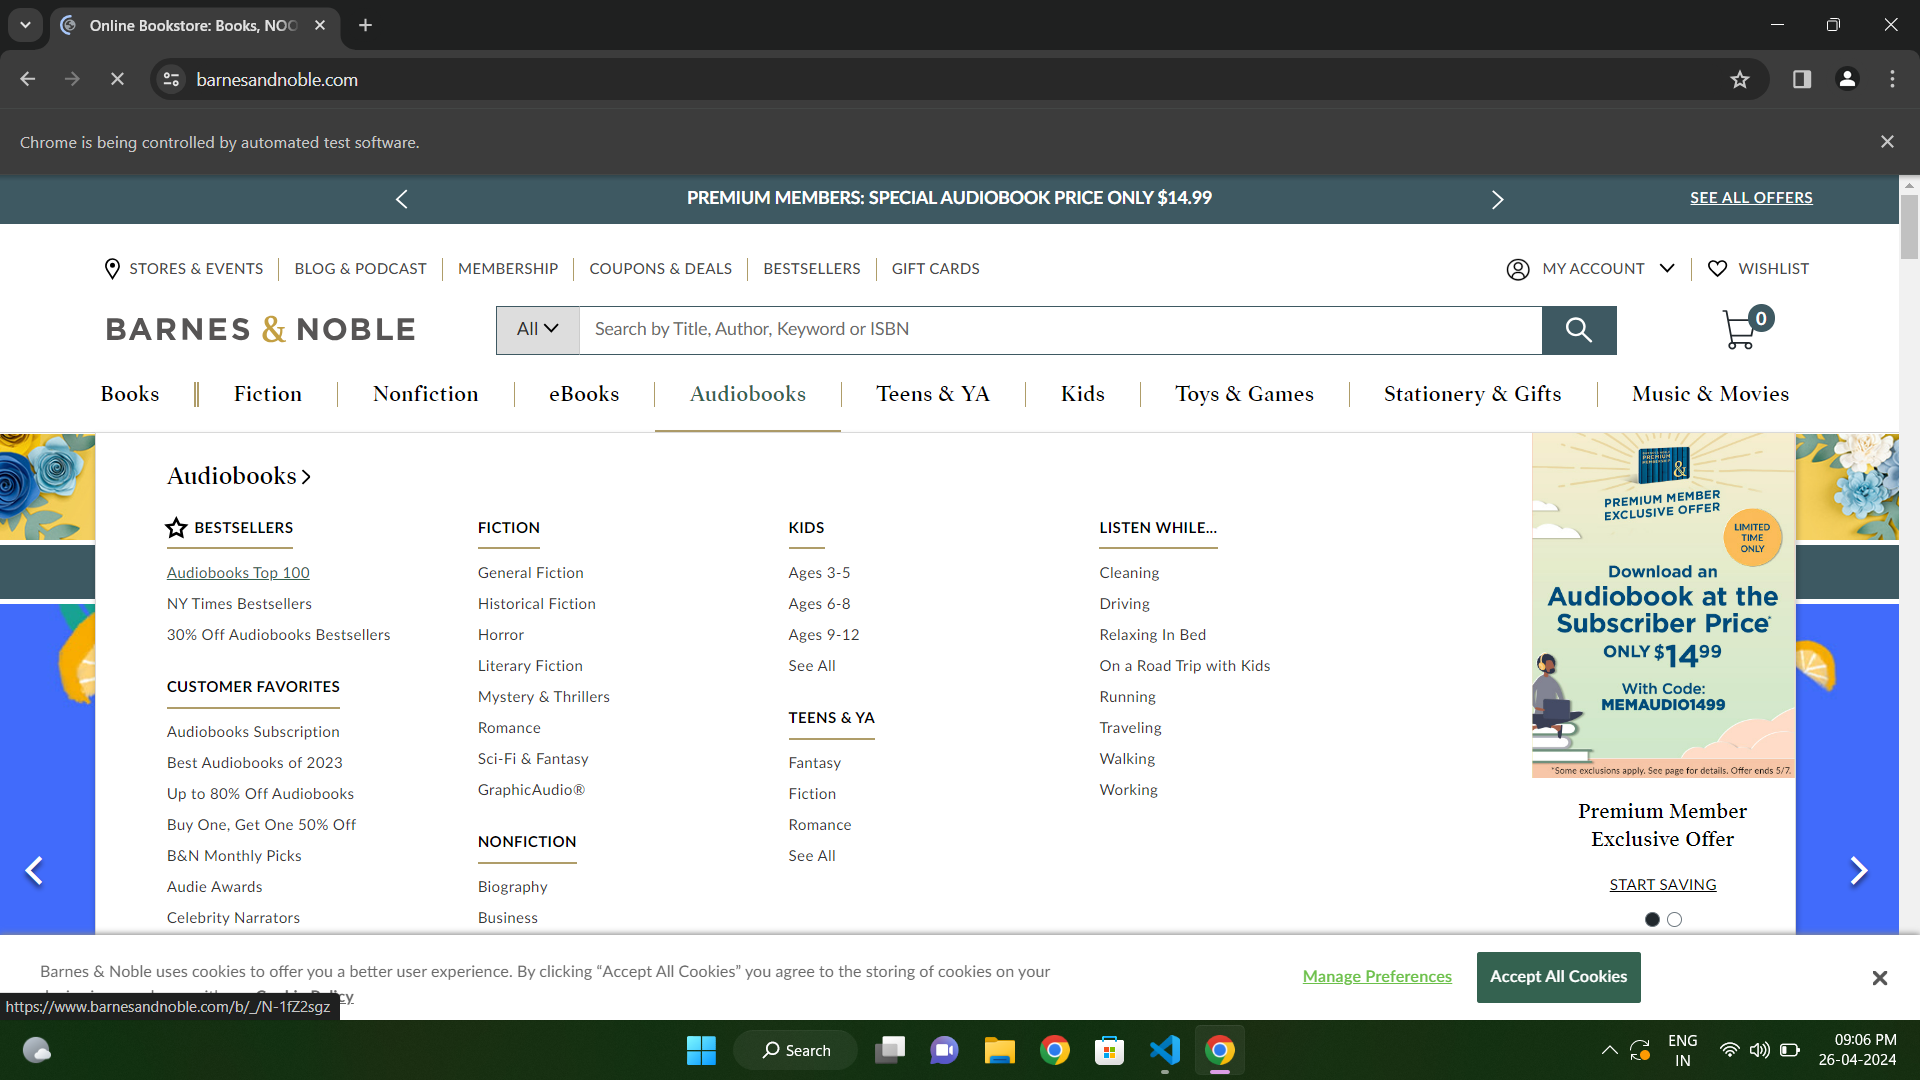 Online Bookstore: Books, NOO
barnesandnoble.com
Chrome is being controlled by automated test software.
PREMIUM MEMBERS: SPECIAL AUDIOBOOK PRICE ONLY $14.99
SEE ALL OFFERS
STORES & EVENTS
BLOG & PODCAST
MEMBERSHIP
COUPONS & DEALS
BESTSELLERS
GIFT CARDS
MY ACCOUNT
WISHLIST
BARNES & NOBLE
All
Search by Title, Author, Keyword or ISBN
0
Books
Fiction
Nonfiction
eBooks
Audiobooks
Teens & YA
Kids
Toys & Games
Stationery & Gifts
Music & Movies
Audiobooks
BESTSELLERS
Audiobooks Top 100
NY Times Bestsellers
30% Off Audiobooks Bestsellers
CUSTOMER FAVORITES
Audiobooks Subscription
Best Audiobooks of 2023
Up to 80% Off Audiobooks
Buy One, Get One 50% Off
B&N Monthly Picks
Audie Awards
Celebrity Narrators
FICTION
General Fiction
Historical Fiction
Horror
Literary Fiction
Mystery & Thrillers
Romance
Sci-Fi & Fantasy
GraphicAudio®
NONFICTION
Biography
Business
KIDS
Ages 3-5
Ages 6-8
Ages 9-12
See All
TEENS & YA
Fantasy
Fiction
Romance
See All
LISTEN WHILE...
Cleaning
Driving
Relaxing In Bed
On a Road Trip with Kids
Running
Traveling
Walking
Working
&
PREMIUM MEMBER
EXCLUSIVE OFFER
LIMITED
TIME
ONLY
Download an
Audiobook at the
Subscriber Price*
ONLY $1499
With Code:
MEMAUDIO1499
*Some exclusions apply. See page for details. Offer ends 5/7.
Premium Member
Exclusive Offer
START SAVING
Barnes & Noble uses cookies to offer you a better user experience. By clicking “Accept All Cookies” you agree to the storing of cookies on your
Manage Preferences
Accept All Cookies
https://www.barnesandnoble.com/b/_/N-1fZ2sgz
Search
ENG
IN
09:06 PM
26-04-2024